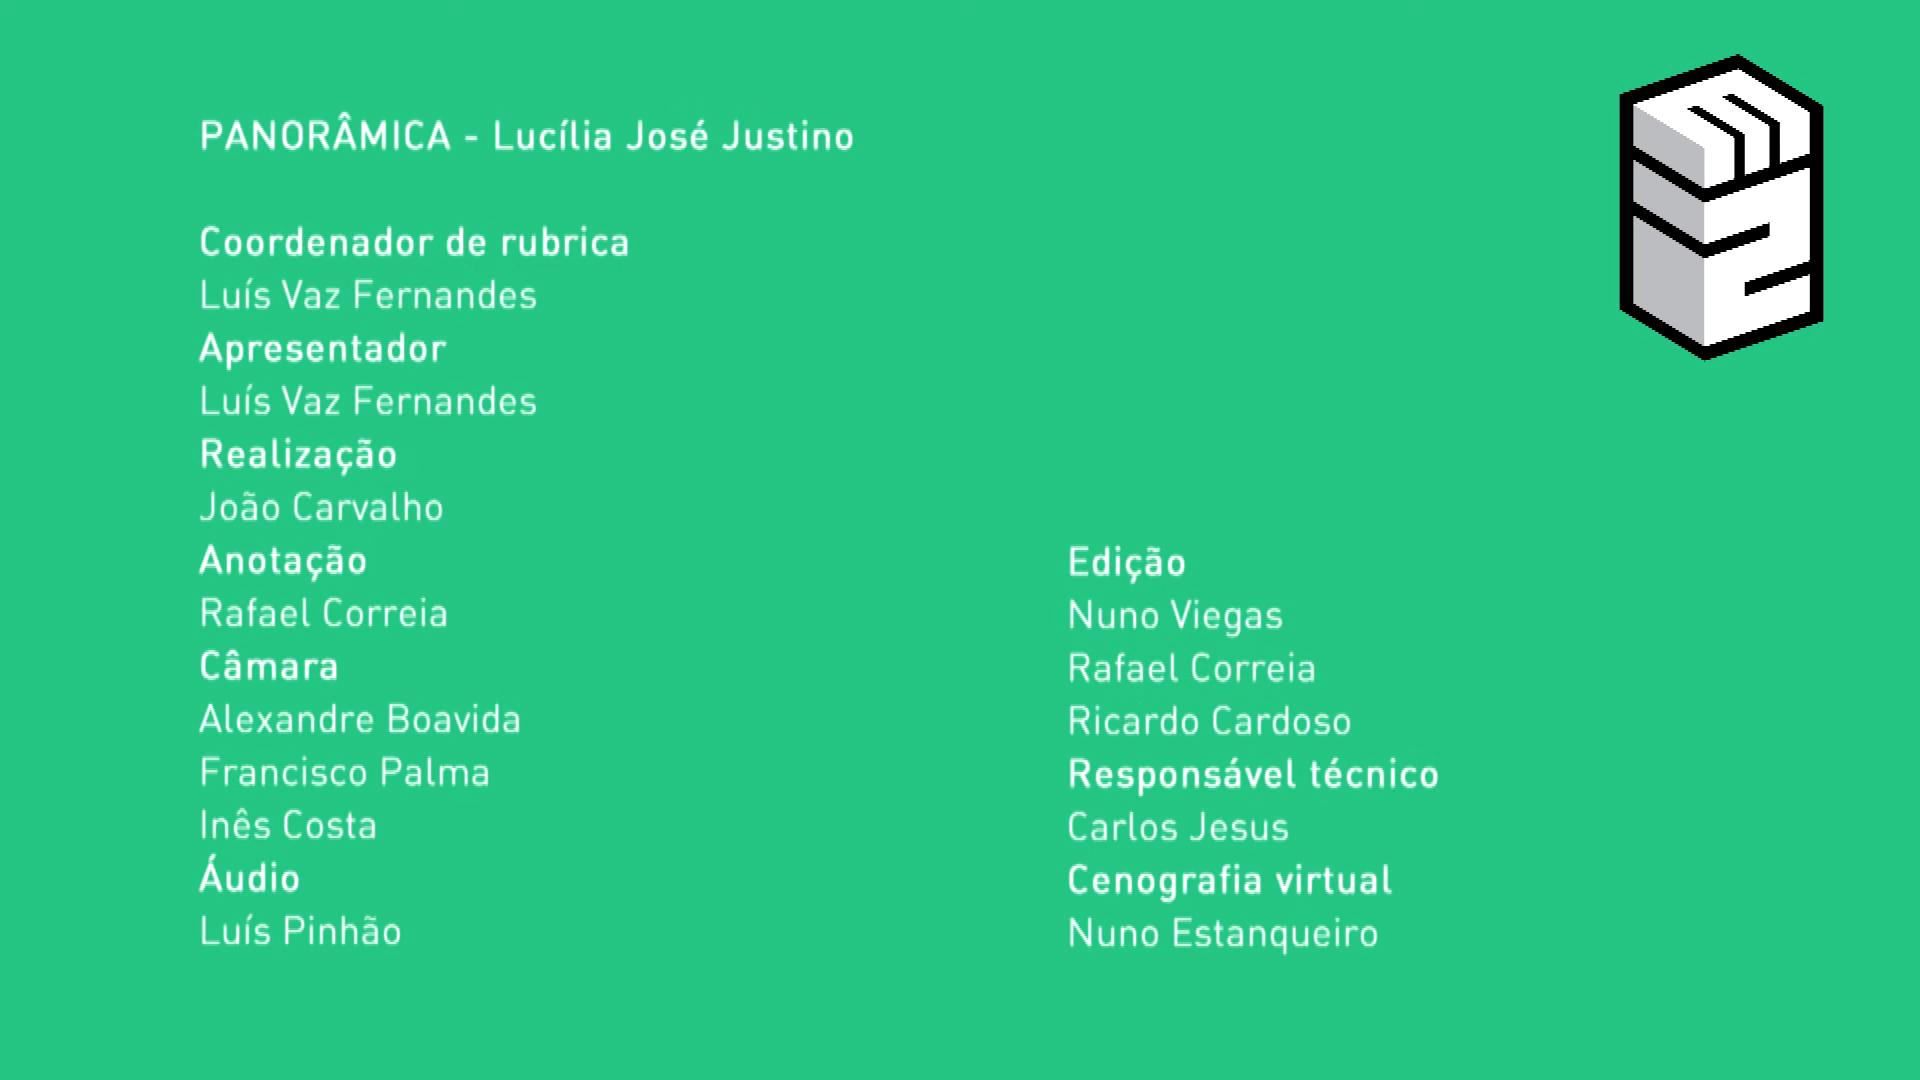 PANORÂMICA - Lucília José Justino
Coordenador de rubrica
Luís Vaz Fernandes
Apresentador
Luís Vaz Fernandes
Realização
João Carvalho
Anotação
Rafael Correia
Câmara
Alexandre Boavida
Francisco Palma
Inês Costa
Áudio
Luís Pinhão
Edição
Nuno Viegas
Rafael Correia
Ricardo Cardoso
Responsável técnico
Carlos Jesus
Cenografia virtual
Nuno Estanqueiro
m2